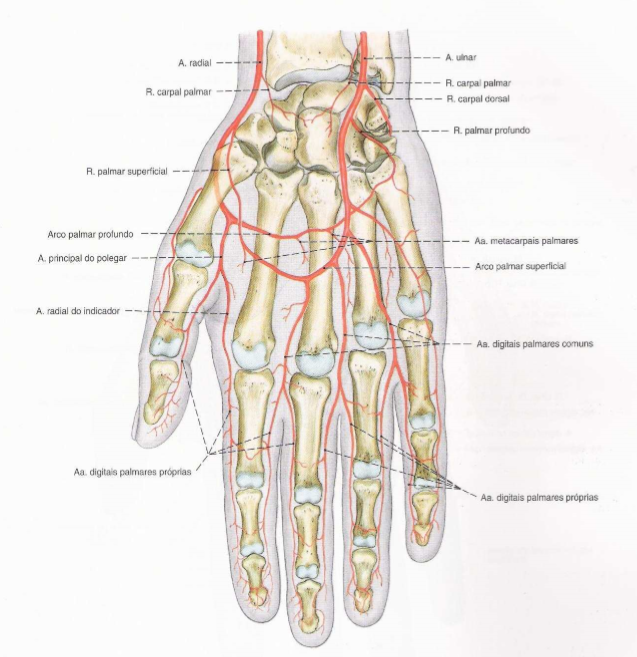 A. radial
A. ulnar
R. carpal palmar
R. carpal palmar
R. carpal dorsal
R. palmar profundo
R. palmar superficial
Arco palmar profundo
Aa. metacarpais palmares
A. principal do polegar
Arco palmar superficial
A. radial do indicador
Aa. digitais palmares comuns
Aa. digitais palmares próprias
Aa. digitais palmares próprias